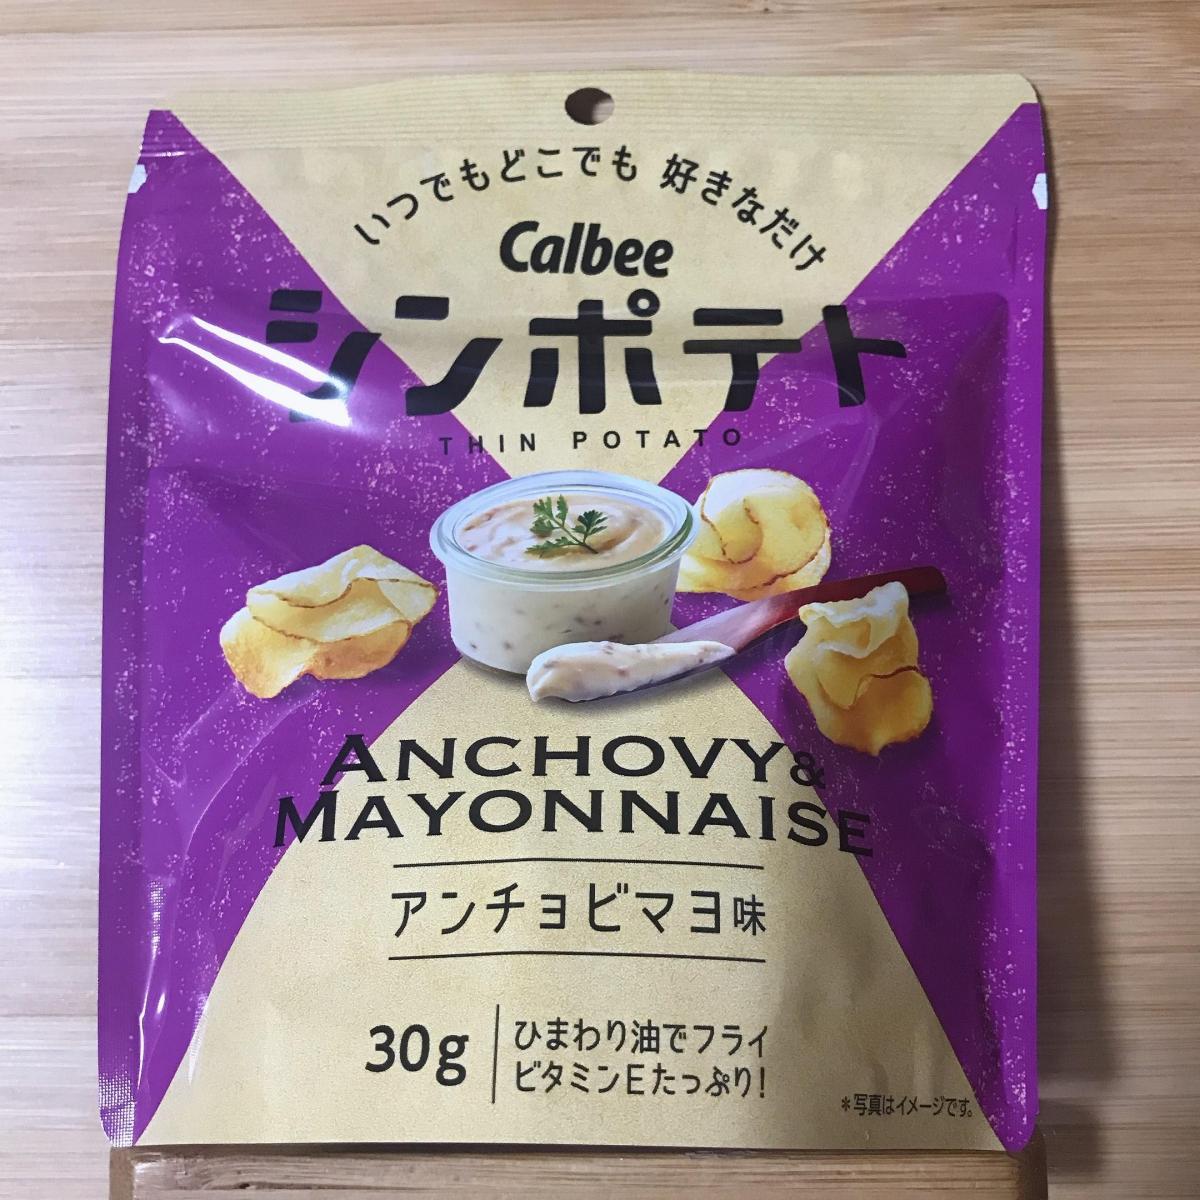 いつでもどこでも 好きなだけ
Calbee
シンポテト
THIN POTATO
ANCHOVY&
MAYONNAISE
アンチョビマヨ味
30g
ひまわり油でフライ
ビタミンEたっぷり!
*写真はイメージです。